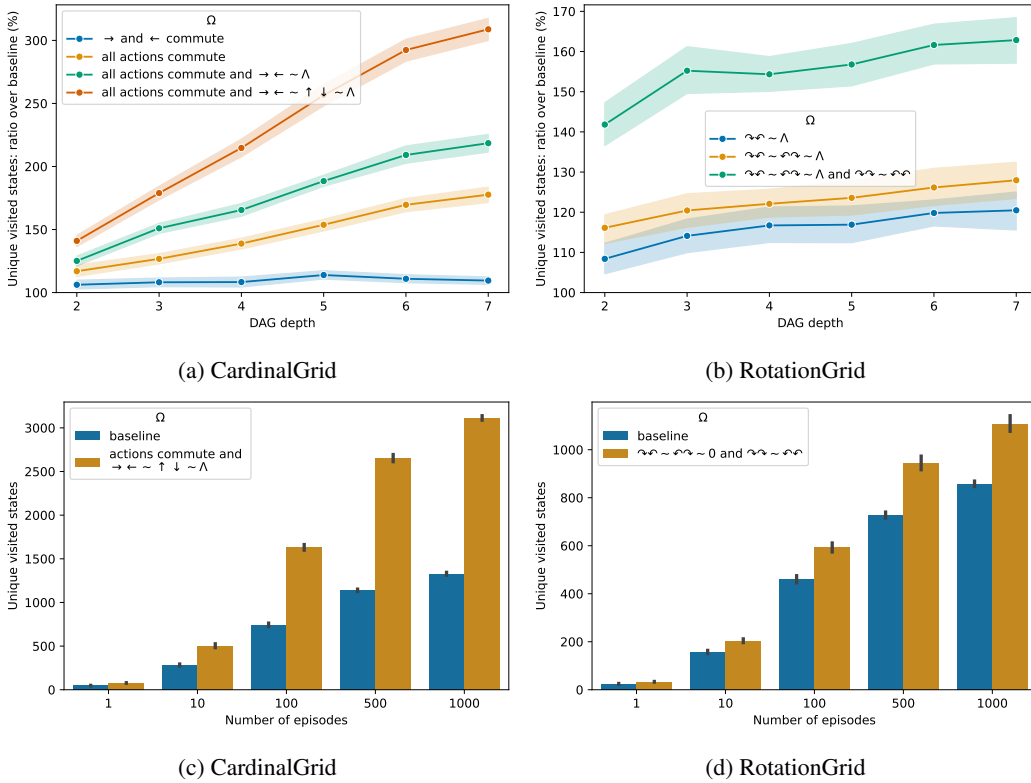 Unique visited states: ratio over baseline (%)
300
250
200
150
100
Ω
→ and ← commute
all actions commute
all actions commute and → ← ~ Λ
all actions commute and → ← ~ ↑ ↓ ~ Λ
2 3 4 5 6 7
DAG depth
(a) CardinalGrid
Unique visited states: ratio over baseline (%)
170
160
150
140
130
120
110
100
Ω
↷↶ ~ Λ
↷↶ ~ ↶↷ ~ Λ
↷↶ ~ ↶↷ ~ Λ and ↷↷ ~ ↶↶
2 3 4 5 6 7
DAG depth
(b) RotationGrid
Unique visited states
3000
2500
2000
1500
1000
500
0
Ω
baseline
actions commute and
→ ← ~ ↑ ↓ ~ Λ
1 10 100 500 1000
Number of episodes
(c) CardinalGrid
Unique visited states
1000
800
600
400
200
0
Ω
baseline
↷↶ ~ ↶↷ ~ 0 and ↷↷ ~ ↶↶
1 10 100 500 1000
Number of episodes
(d) RotationGrid